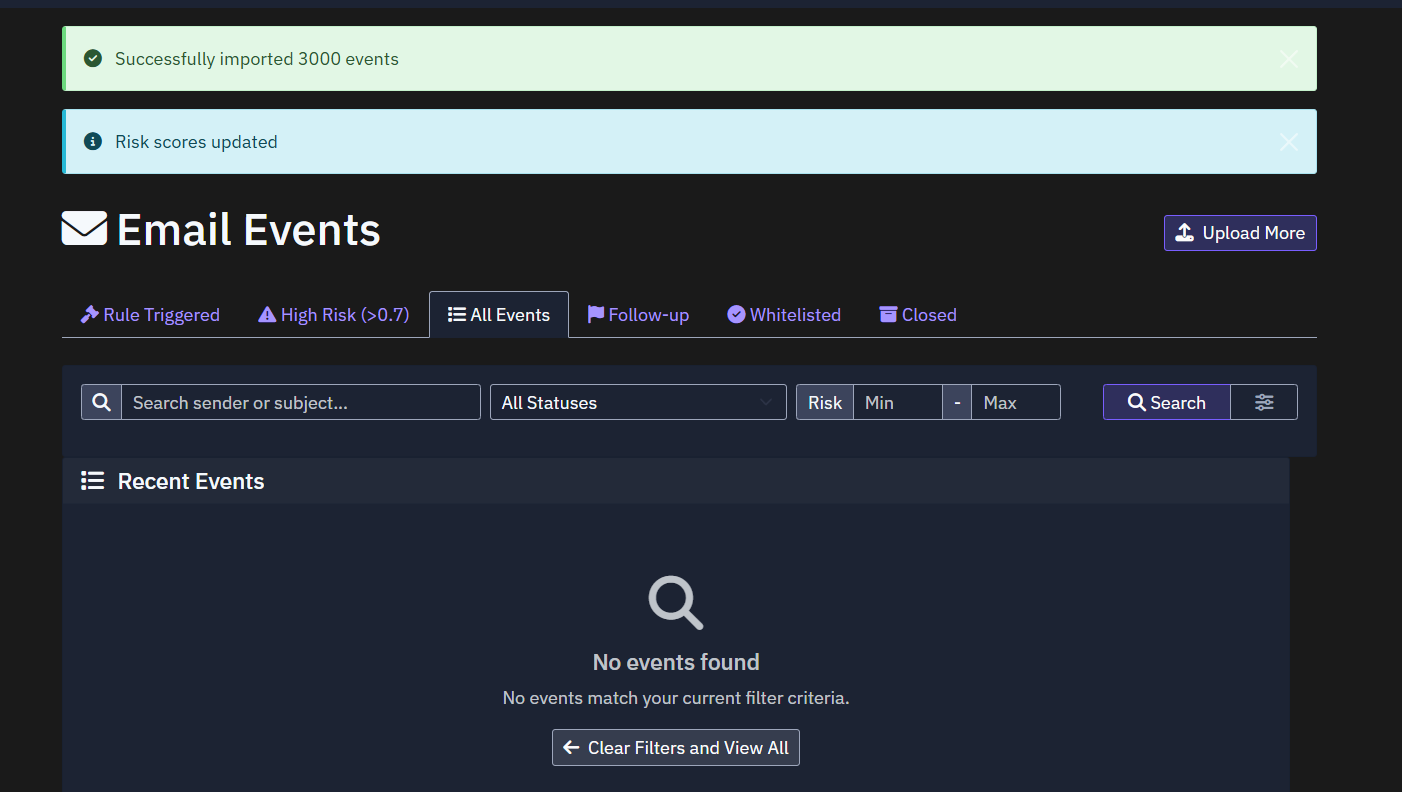 Successfully imported 3000 events
Risk scores updated
Email Events
Upload More
Rule Triggered High Risk (>0.7) All Events Follow-up Whitelisted Closed
Search sender or subject... All Statuses Risk Min - Max Search
Recent Events
No events found
No events match your current filter criteria.
Clear Filters and View All